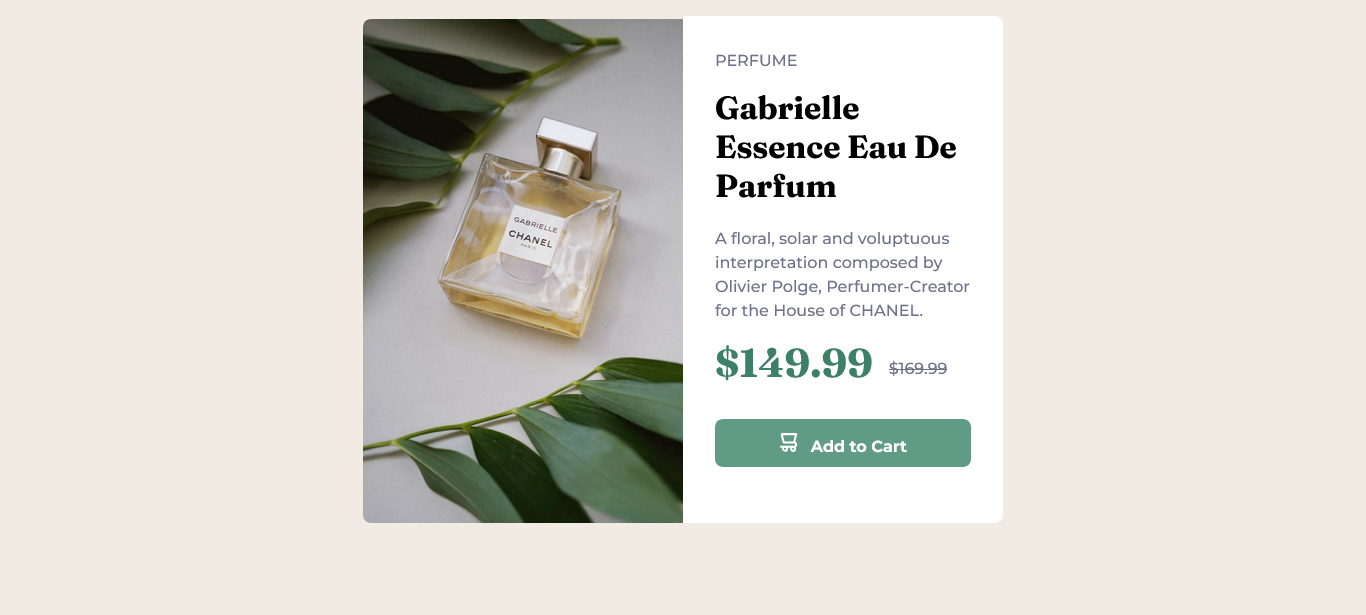 GABRIELLE
CHANEL
PARIS
PERFUME
Gabrielle
Essence Eau De
Parfum
A floral, solar and voluptuous
interpretation composed by
Olivier Polge, Perfumer-Creator
for the House of CHANEL.
$149.99 $169.99
Add to Cart